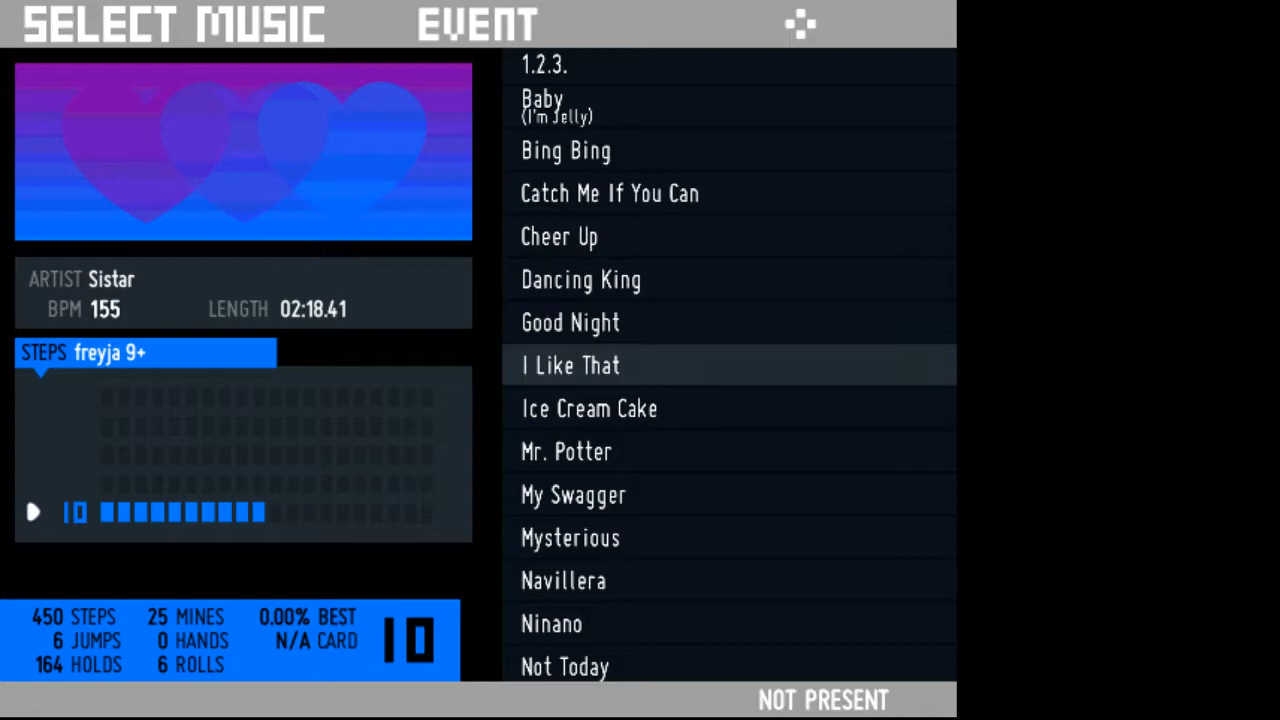 SELECT MUSIC EVENT
ARTIST Sistar
BPM 155 LENGTH 02:18.41
STEPS freyja 9+
10
450 STEPS 25 MINES 0.00% BEST
6 JUMPS 0 HANDS N/A CARD
164 HOLDS 6 ROLLS
10
1.2.3.
Baby
(I'm Jelly)
Bing Bing
Catch Me If You Can
Cheer Up
Dancing King
Good Night
I Like That
Ice Cream Cake
Mr. Potter
My Swagger
Mysterious
Navillera
Ninano
Not Today
NOT PRESENT